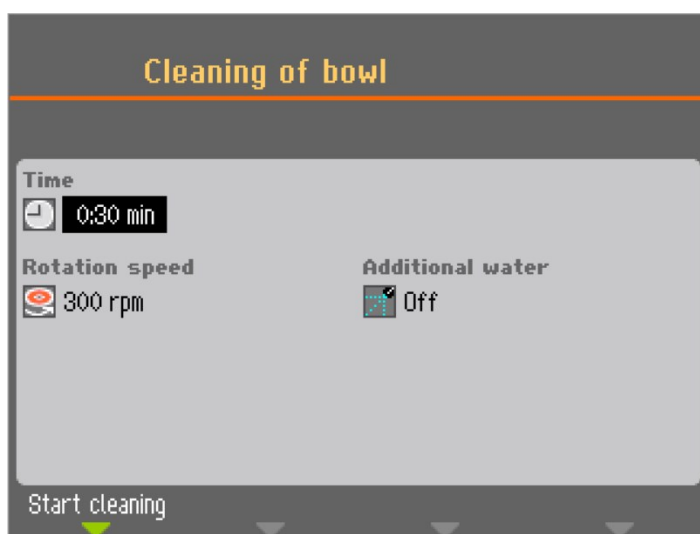 Cleaning of bowl
Time
0:30 min
Rotation speed
Additional water
300 rpm
Off
Start cleaning